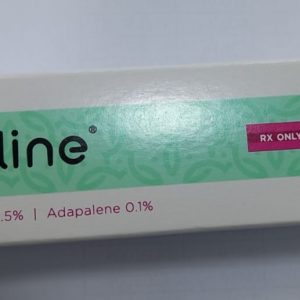 line®
RX ONLY
.5% | Adapalene 0.1%